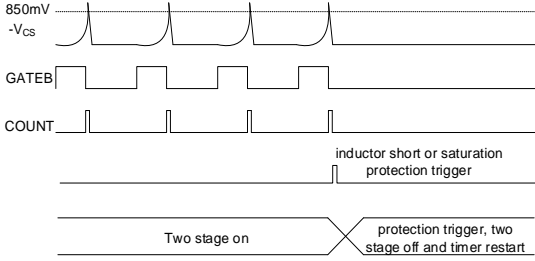 850mV
-VCS
GATEB
COUNT
inductor short or saturation
protection trigger
Two stage on
protection trigger, two
stage off and timer restart